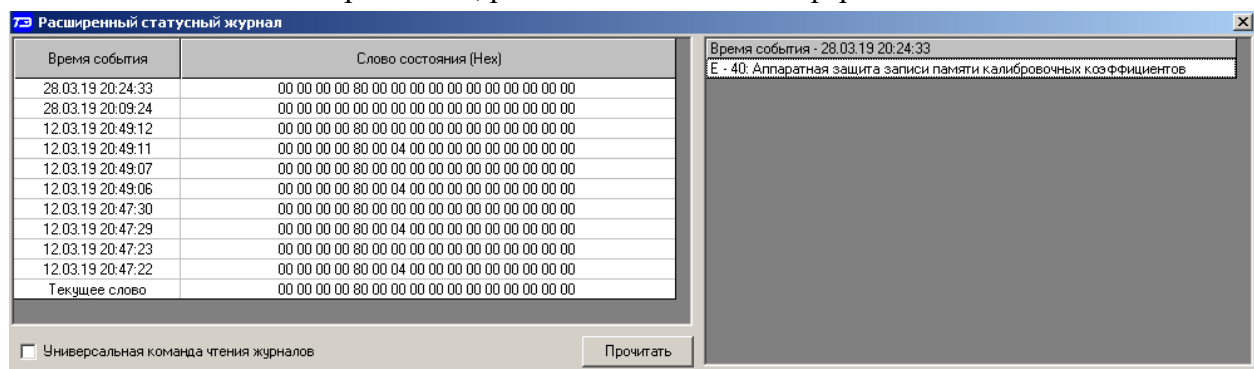 ТЭ Расширенный статусный журнал
Время события Слово состояния (Hex)
28.03.19 20:24:33 00 00 00 00 80 00 00 00 00 00 00 00 00 00 00 00
28.03.19 20:09:24 00 00 00 00 80 00 00 00 00 00 00 00 00 00 00 00
12.03.19 20:49:12 00 00 00 00 80 00 00 00 00 00 00 00 00 00 00 00
12.03.19 20:49:11 00 00 00 00 80 00 04 00 00 00 00 00 00 00 00 00
12.03.19 20:49:07 00 00 00 00 80 00 00 00 00 00 00 00 00 00 00 00
12.03.19 20:49:06 00 00 00 00 80 00 04 00 00 00 00 00 00 00 00 00
12.03.19 20:47:30 00 00 00 00 80 00 00 00 00 00 00 00 00 00 00 00
12.03.19 20:47:29 00 00 00 00 80 00 04 00 00 00 00 00 00 00 00 00
12.03.19 20:47:23 00 00 00 00 80 00 00 00 00 00 00 00 00 00 00 00
12.03.19 20:47:22 00 00 00 00 80 00 04 00 00 00 00 00 00 00 00 00
Текущее слово 00 00 00 00 80 00 00 00 00 00 00 00 00 00 00 00
Универсальная команда чтения журналов
Прочитать
Время события - 28.03.19 20:24:33
E - 40: Аппаратная защита записи памяти калибровочных коэффициентов